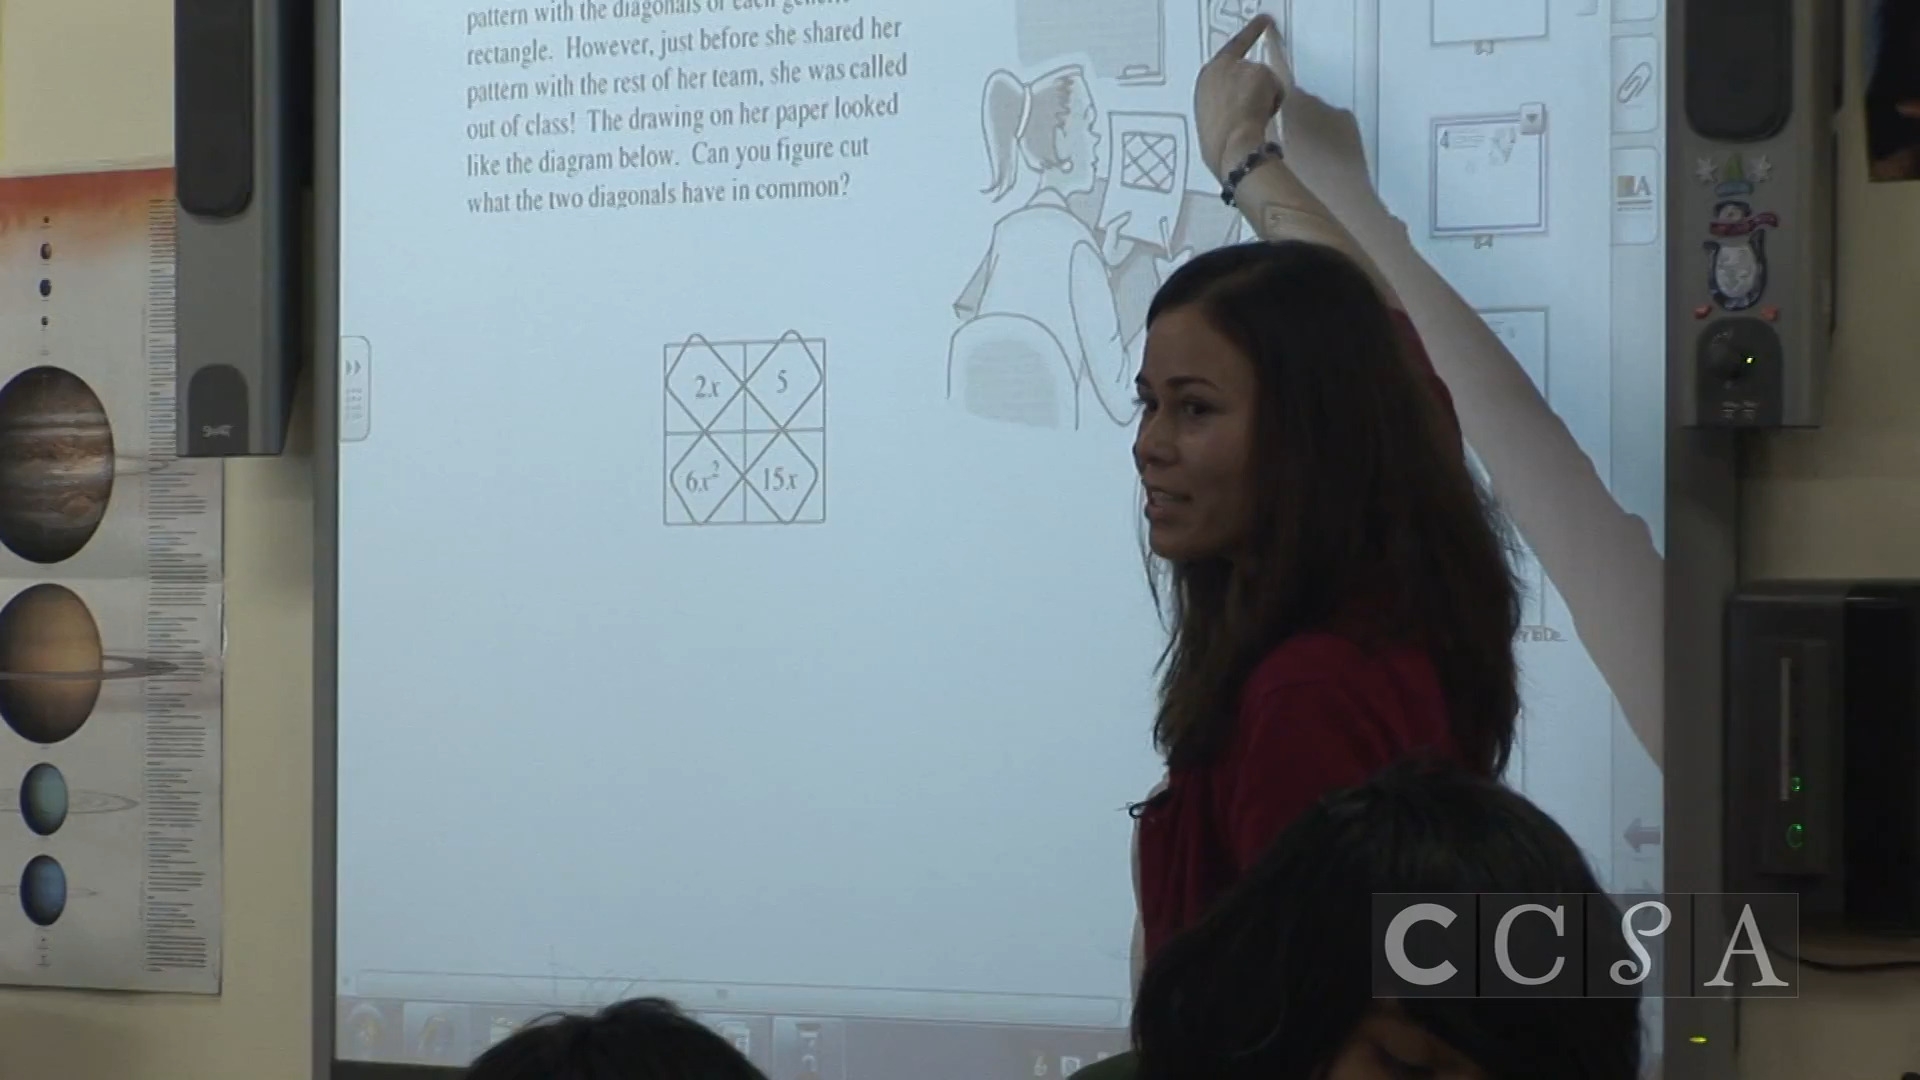 pattern with the diagonals of each
rectangle. However, just before she shared her
pattern with the rest of her team, she was called
out of class! The drawing on her paper looked
like the diagram below. Can you figure out
what the two diagonals have in common?
2x 5
6x² 15x
4
A
CCSA